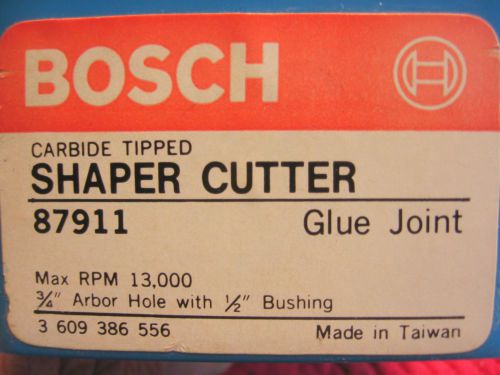 BOSCH
CARBIDE TIPPED
SHAPER CUTTER
87911 Glue Joint
Max RPM 13,000
3/4" Arbor Hole with 1/2" Bushing
3 609 386 556 Made in Taiwan